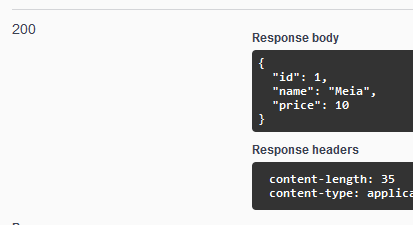 200
Response body
{
"id": 1,
"name": "Meia",
"price": 10
}
Response headers
content-length: 35
content-type: applica